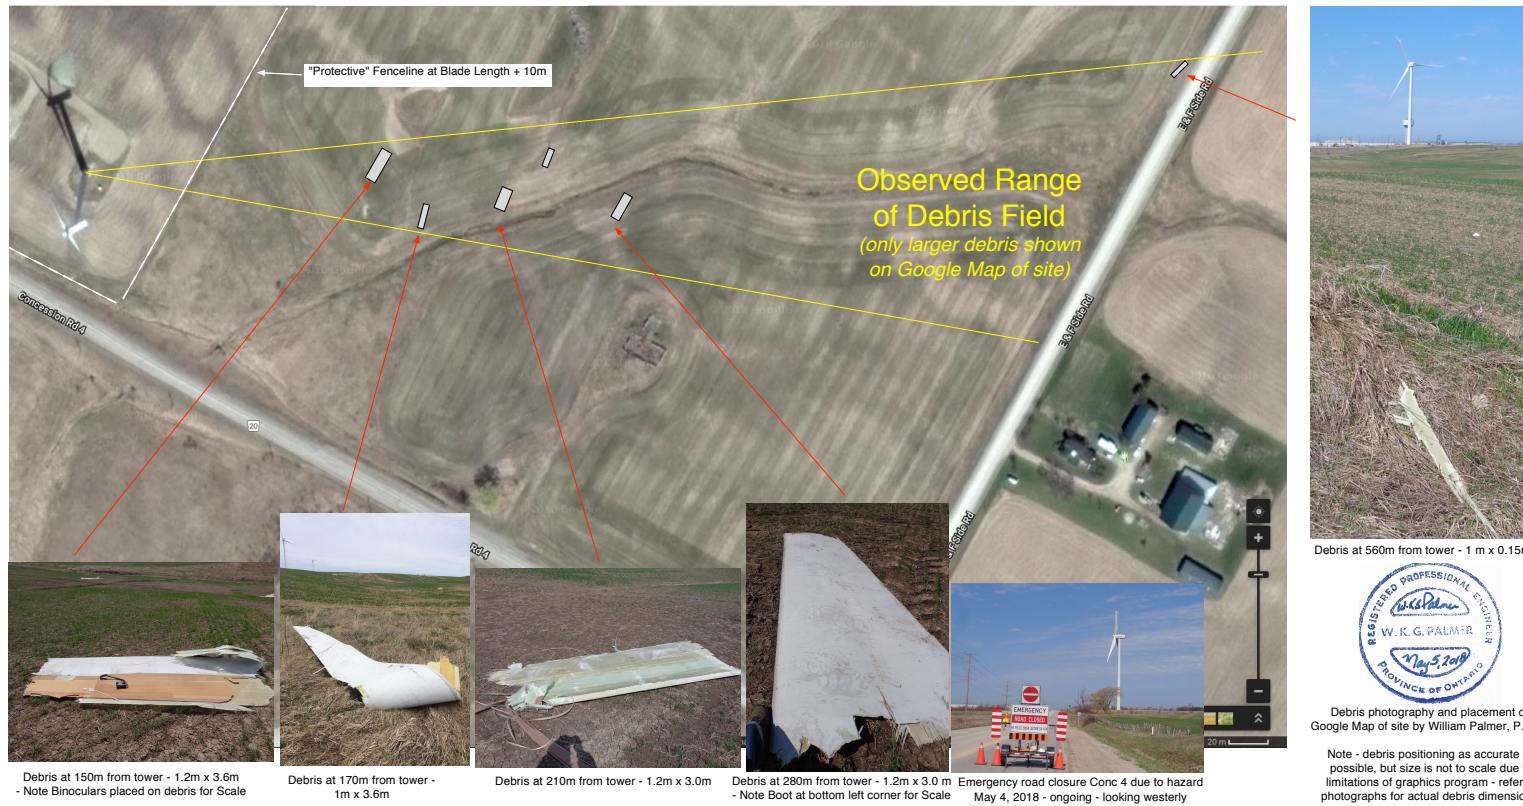 "Protective" Fenceline at Blade Length + 10m
Observed Range
of Debris Field
(only larger debris shown
on Google Map of site)
E & F Side Rd
E & F Side Rd
F Side Rd
Concession Rd 4
20
Rd 4
20 m
EMERGENCY
ROAD CLOSED
Debris at 150m from tower - 1.2m x 3.6m
- Note Binoculars placed on debris for Scale
Debris at 170m from tower -
1m x 3.6m
Debris at 210m from tower - 1.2m x 3.0m
Debris at 280m from tower - 1.2m x 3.0 m
- Note Boot at bottom left corner for Scale
Emergency road closure Conc 4 due to hazard
May 4, 2018 - ongoing - looking westerly
Debris at 560m from tower - 1 m x 0.15m
REGISTERED PROFESSIONAL ENGINEER
W.K.G. Palmer
W. K. G. PALMER
May 5, 2018
PROVINCE OF ONTARIO
Debris photography and placement o
Google Map of site by William Palmer, P.
Note - debris positioning as accurate
possible, but size is not to scale due
limitations of graphics program - refer
photographs for actual debris dimension